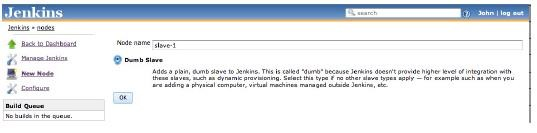 Jenkins
search
John | log out
Jenkins » nodes
Back to Dashboard
Manage Jenkins
New Node
Configure
Build Queue
No builds in the queue.
Node name
slave-1
Dumb Slave
Adds a plain, dumb slave to Jenkins. This is called "dumb" because Jenkins doesn't provide higher level of integration with
these slaves, such as dynamic provisioning. Select this type if no other slave types apply — for example such as when you
are adding a physical computer, virtual machines managed outside Jenkins, etc.
OK